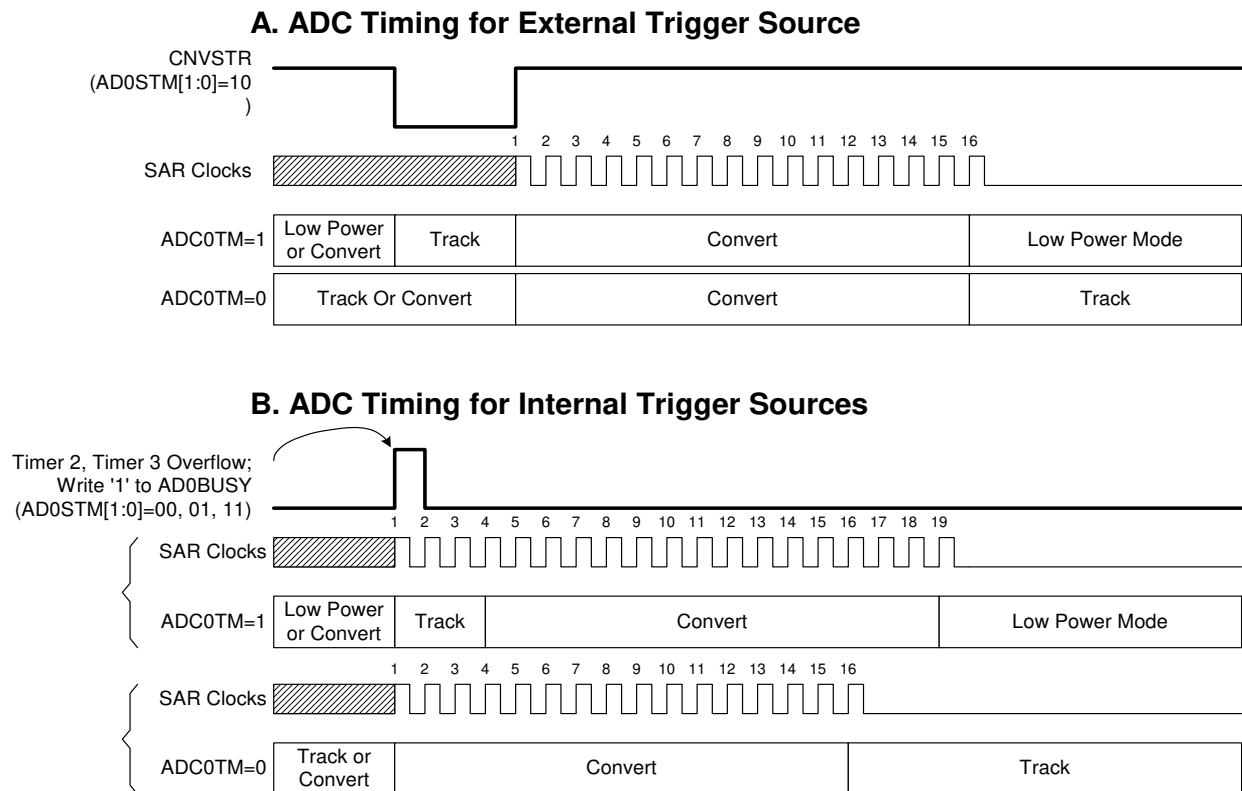 A. ADC Timing for External Trigger Source
CNVSTR
(AD0STM[1:0]=10
)
1 2 3 4 5 6 7 8 9 10 11 12 13 14 15 16
SAR Clocks
ADC0TM=1
Low Power
or Convert
Track
Convert
Low Power Mode
ADC0TM=0
Track Or Convert
Convert
Track
B. ADC Timing for Internal Trigger Sources
Timer 2, Timer 3 Overflow;
Write '1' to AD0BUSY
(AD0STM[1:0]=00, 01, 11)
1 2 3 4 5 6 7 8 9 10 11 12 13 14 15 16 17 18 19
SAR Clocks
ADC0TM=1
Low Power
or Convert
Track
Convert
Low Power Mode
1 2 3 4 5 6 7 8 9 10 11 12 13 14 15 16
SAR Clocks
ADC0TM=0
Track or
Convert
Convert
Track